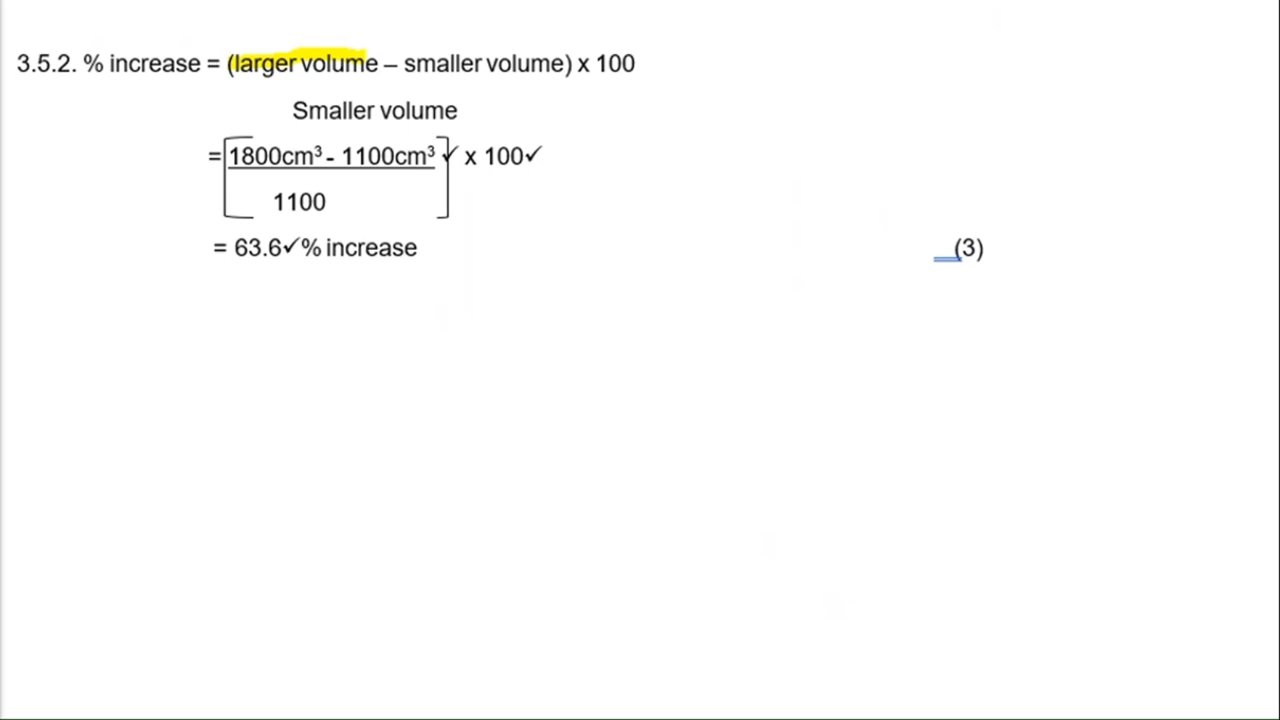 3.5.2. % increase = (larger volume – smaller volume) x 100
Smaller volume
= 1800cm³ - 1100cm³ ✓ x 100✓
1100
= 63.6✓% increase
(3)